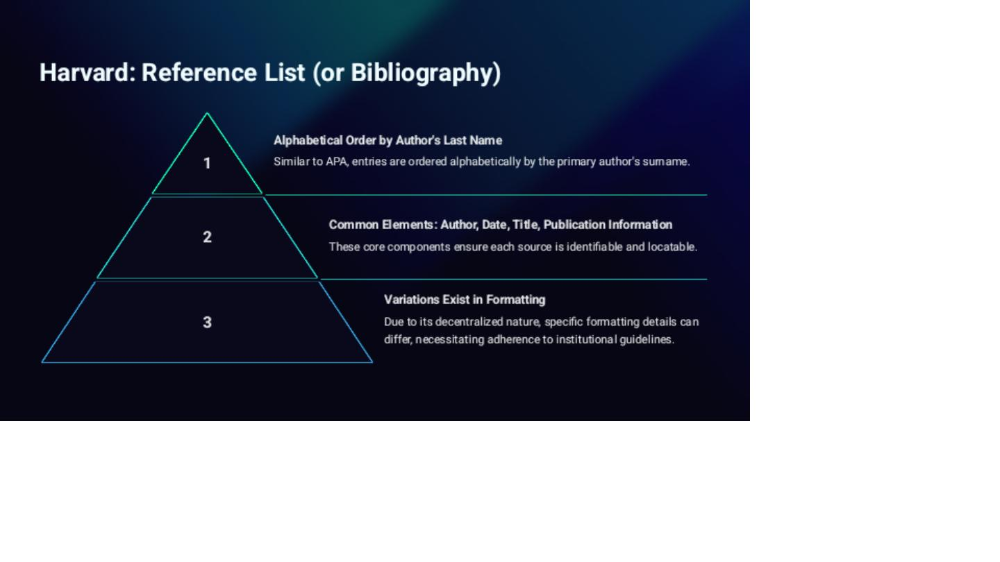 Harvard: Reference List (or Bibliography)
1
Alphabetical Order by Author's Last Name
Similar to APA, entries are ordered alphabetically by the primary author's surname.
2
Common Elements: Author, Date, Title, Publication Information
These core components ensure each source is identifiable and locatable.
3
Variations Exist in Formatting
Due to its decentralized nature, specific formatting details can
differ, necessitating adherence to institutional guidelines.